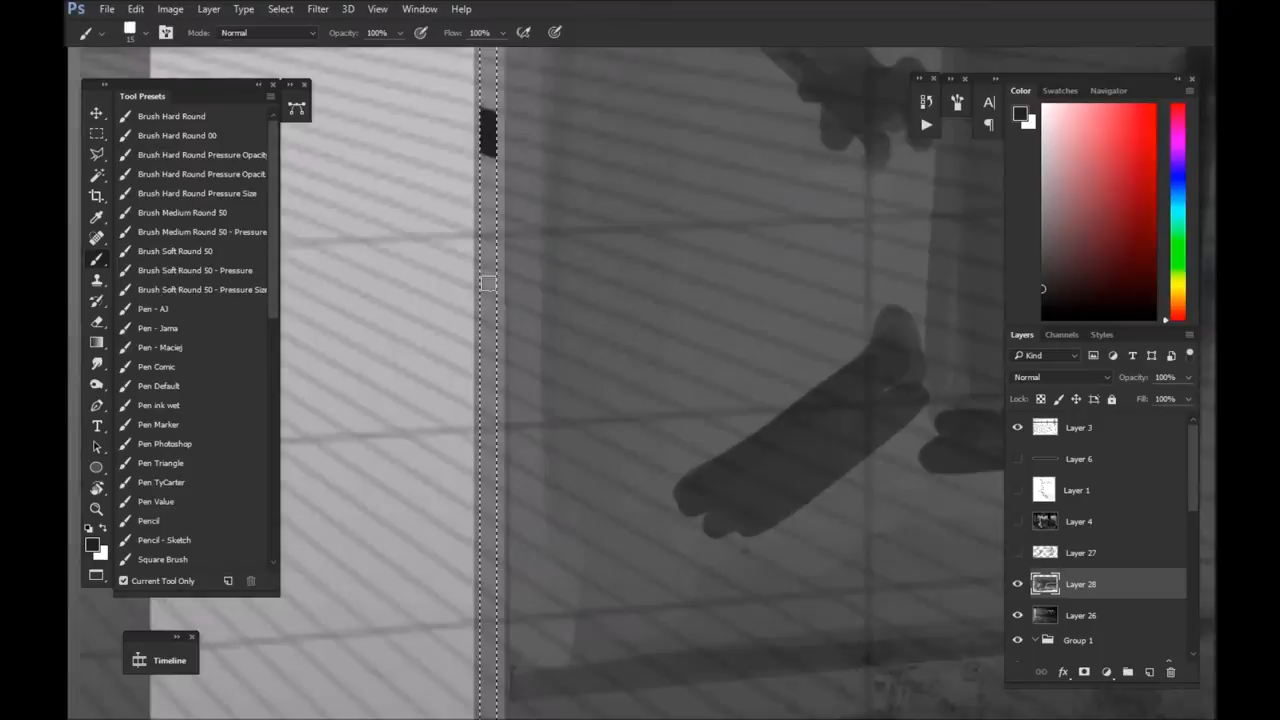 Ps File Edit Image Layer Type Select Filter 3D View Window Help
15 Mode: Normal Opacity: 100% Flow: 100%
Tool Presets
Brush Hard Round
Brush Hard Round 00
Brush Hard Round Pressure Opacity
Brush Hard Round Pressure Opacit
Brush Hard Round Pressure Size
Brush Medium Round 50
Brush Medium Round 50 - Pressure
Brush Soft Round 50
Brush Soft Round 50 - Pressure
Brush Soft Round 50 - Pressure Size
Pen - AJ
Pen - Jama
Pen - Maciej
Pen Comic
Pen Default
Pen ink wet
Pen Marker
Pen Photoshop
Pen Triangle
Pen TyCarter
Pen Value
Pencil
Pencil - Sketch
Square Brush
Current Tool Only
Timeline
Color Swatches Navigator
Layers Channels Styles
Kind
Normal Opacity: 100%
Lock: Fill: 100%
Layer 3
Layer 6
Layer 1
Layer 4
Layer 27
Layer 28
Layer 26
Group 1
fx